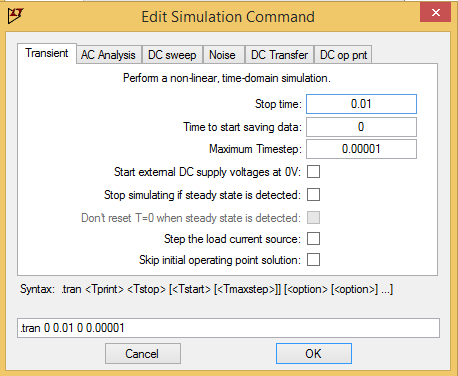 Edit Simulation Command
Transient AC Analysis DC sweep Noise DC Transfer DC op pnt
Perform a non-linear, time-domain simulation.
Stop time: 0.01
Time to start saving data: 0
Maximum Timestep: 0.00001
Start external DC supply voltages at 0V:
Stop simulating if steady state is detected:
Don't reset T=0 when steady state is detected:
Step the load current source:
Skip initial operating point solution:
Syntax: .tran <Tprint> <Tstop> [<Tstart> [<Tmaxstep>]] [<option> [<option>] ...]
.tran 0 0.01 0 0.00001
Cancel OK